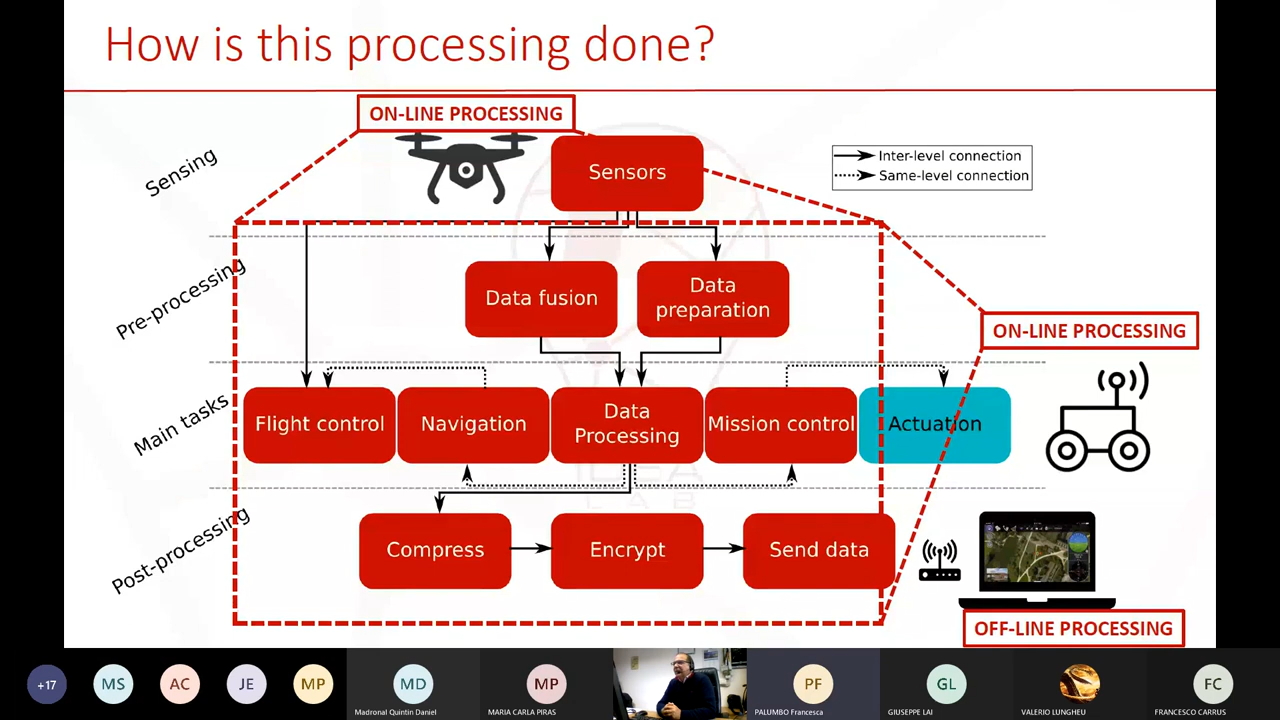 How is this processing done?
ON-LINE PROCESSING
Sensing
Sensors
Inter-level connection
Same-level connection
Pre-processing
Data fusion
Data
preparation
ON-LINE PROCESSING
Main tasks
Flight control
Navigation
Data
Processing
Mission control
Actuation
IDEA
LAB
Post-processing
Compress
Encrypt
Send data
OFF-LINE PROCESSING
+17
MS
AC
JE
MP
MD
Madronal Quintin Daniel
MP
MARIA CARLA PIRAS
PF
PALUMBO Francesca
GL
GIUSEPPE LAI
VALERIO LUNGHEU
FC
FRANCESCO CARRUS